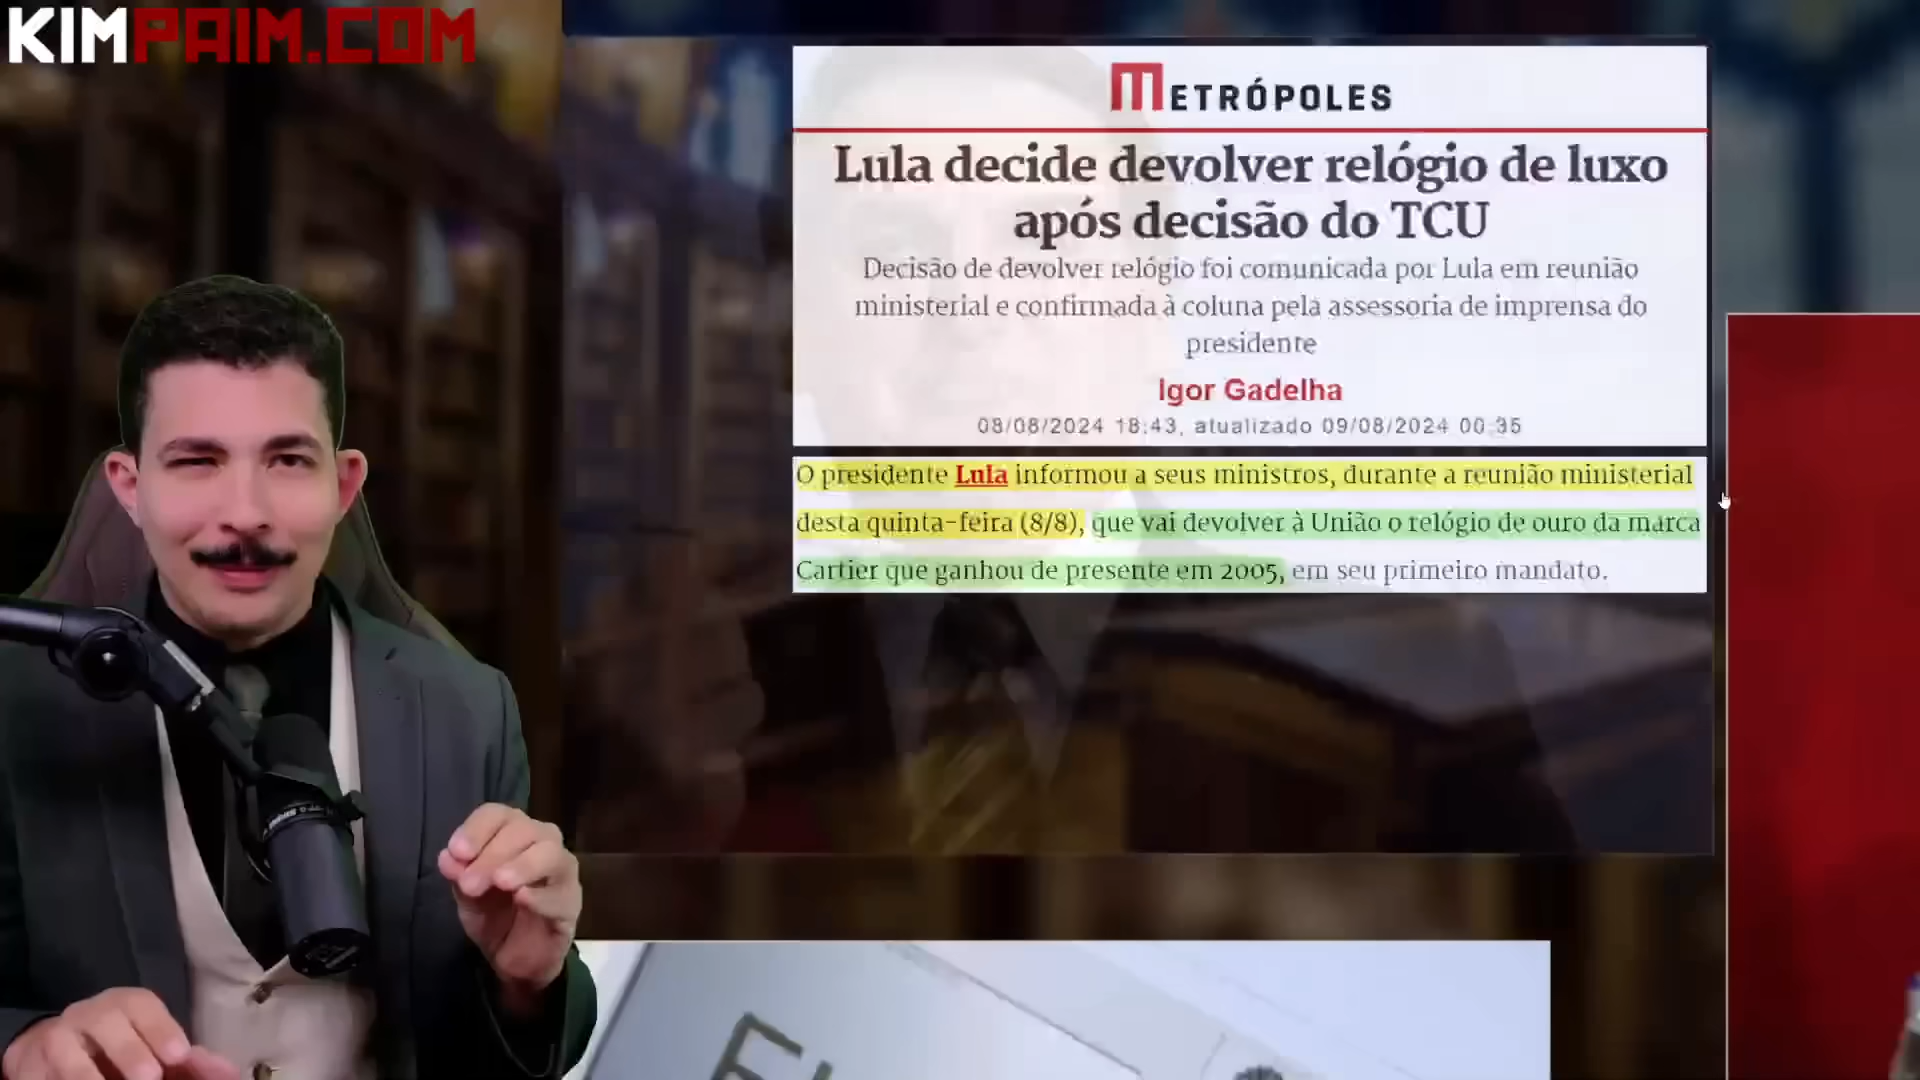 KIMPAIM.COM
METRÓPOLES
Lula decide devolver relógio de luxo
após decisão do TCU
Decisão de devolver relógio foi comunicada por Lula em reunião
ministerial e confirmada à coluna pela assessoria de imprensa do
presidente
Igor Gadelha
08/08/2024 18:43, atualizado 09/08/2024 00:35
O presidente Lula informou a seus ministros, durante a reunião ministerial
desta quinta-feira (8/8), que vai devolver à União o relógio de ouro da marca
Cartier que ganhou de presente em 2005, em seu primeiro mandato.